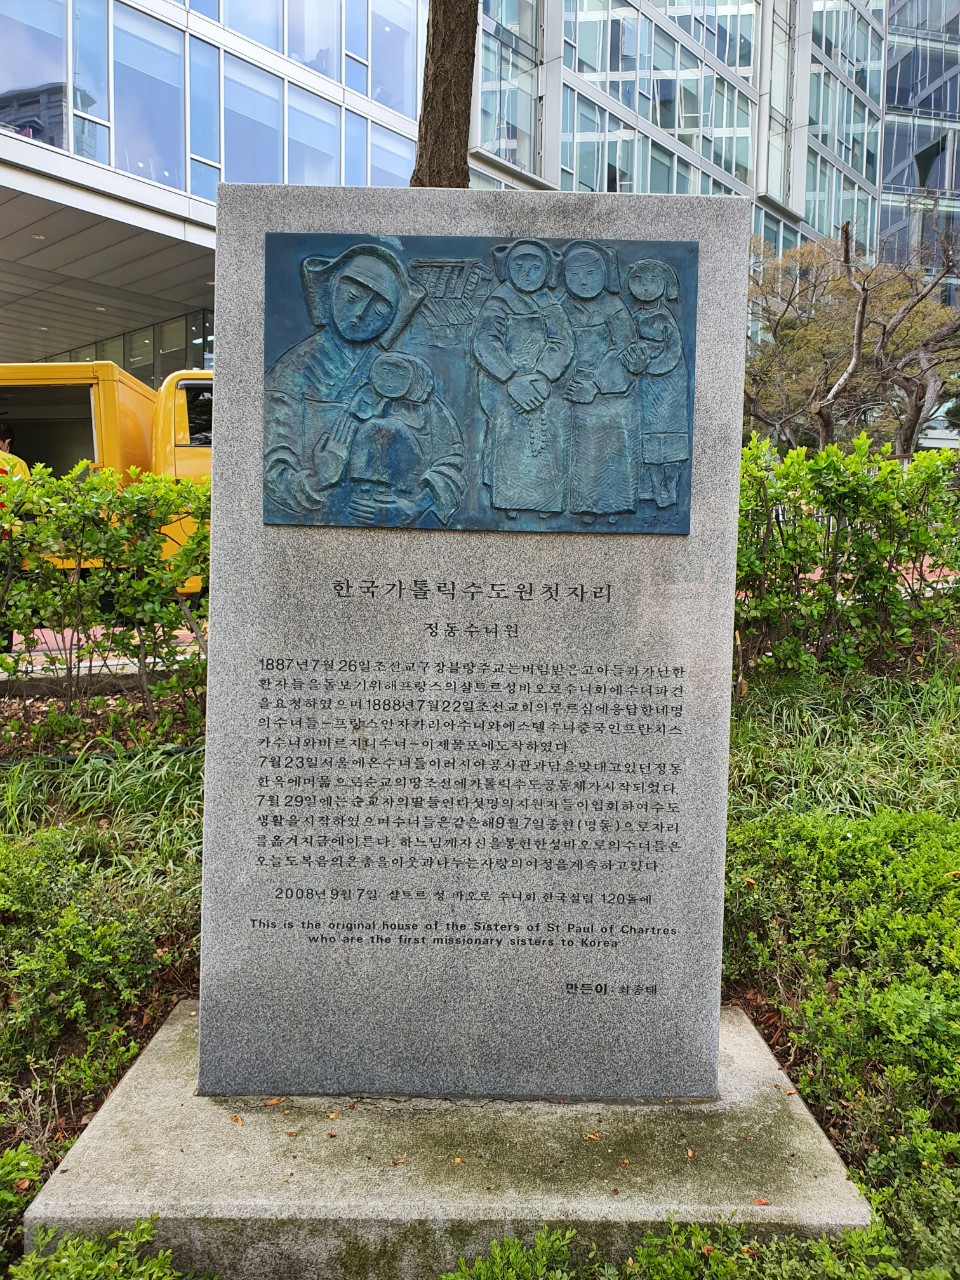 한국가톨릭수도원첫자리
정동수녀원
1887년7월26일조선교구장블랑주교는버림받은고아들과가난한
환자들을돌보기위해프랑스의샬트르성바오로수녀회에수녀파견
을요청하였으며1888년7월22일조선교회의부르심에응답한네명
의수녀들-프랑스인자카리아수녀와에스텔수녀중국인프란치스
카수녀와비르지니수녀-이제물포에도착하였다.
7월23일서울에온수녀들이러시아공사관과담을맞대고있던정동
한옥에머묾으로순교의땅조선에가톨릭수도공동체가시작되었다.
7월29일에는순교자의딸들인다섯명의지원자들이입회하여수도
생활을시작하였으며수녀들은같은해9월7일종현(명동)으로자리
를옮겨지금에이른다. 하느님께자신을봉헌한성바오로의수녀들은
오늘도복음의은총을이웃과나누는사랑의여정을계속하고있다.
2008년 9월 7일 샬트르 성 바오로 수녀회 한국설립 120돌에
This is the original house of the Sisters of St Paul of Chartres
who are the first missionary sisters to Korea
만든이: 최종태